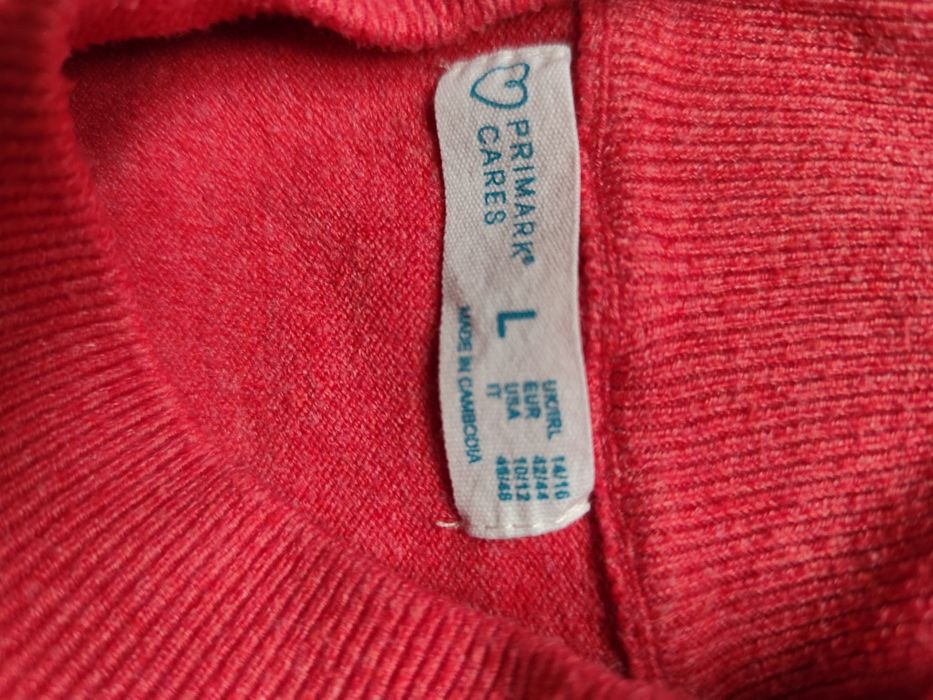 PRIMARK®
CARES
L
UK/IRL 14/16
EUR 42/44
USA 10/12
IT 46/48
MADE IN CAMBODIA